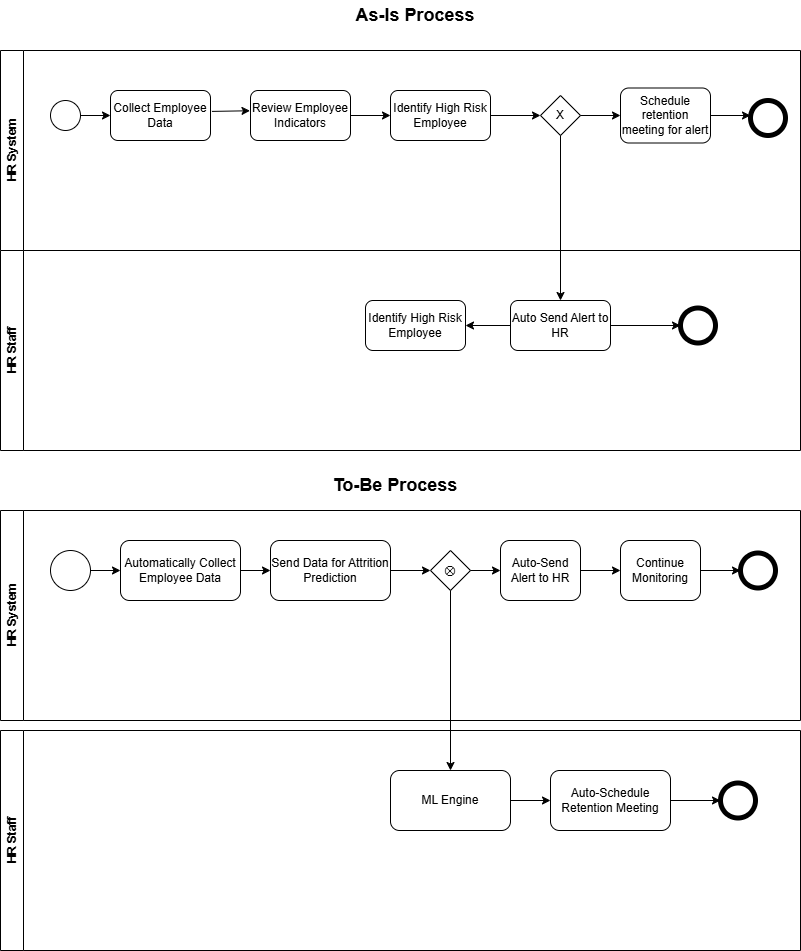 As-Is Process
HR System
Collect Employee
Data
Review Employee
Indicators
Identify High Risk
Employee
X
Schedule
retention
meeting for alert
HR Staff
Identify High Risk
Employee
Auto Send Alert to
HR
To-Be Process
HR System
Automatically Collect
Employee Data
Send Data for Attrition
Prediction
Auto-Send
Alert to HR
Continue
Monitoring
HR Staff
ML Engine
Auto-Schedule
Retention Meeting